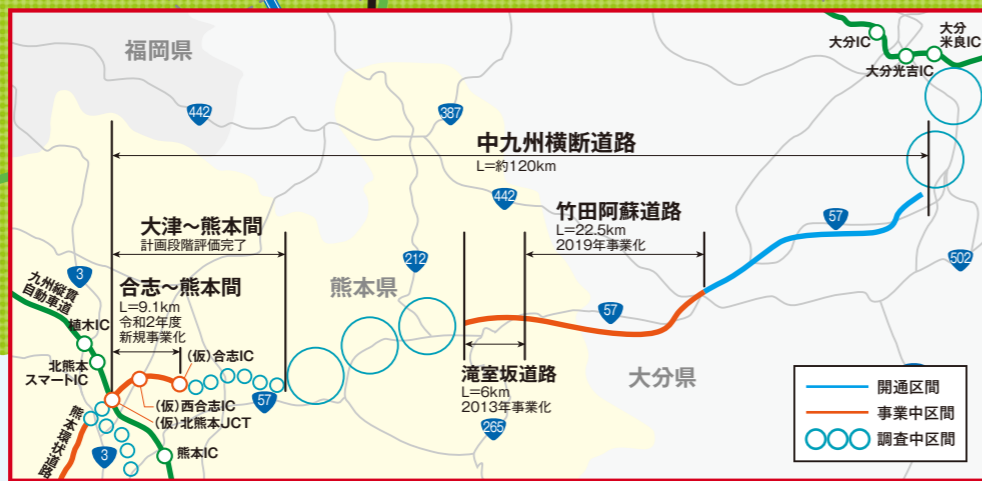 福岡県
442
387
大分IC
大分
米良IC
大分光吉IC
中九州横断道路
L=約120km
442
大津～熊本間
計画段階評価完了
竹田阿蘇道路
L=22.5km
2019年事業化
57
502
3
九州縦貫
自動車道
合志～熊本間
L=9.1km
令和2年度
新規事業化
熊本県
212
57
植木IC
北熊本
スマートIC
(仮)合志IC
(仮)西合志IC
(仮)北熊本JCT
57
滝室坂道路
L=6km
2013年事業化
大分県
265
熊本環状道路
3
熊本IC
開通区間
事業中区間
調査中区間